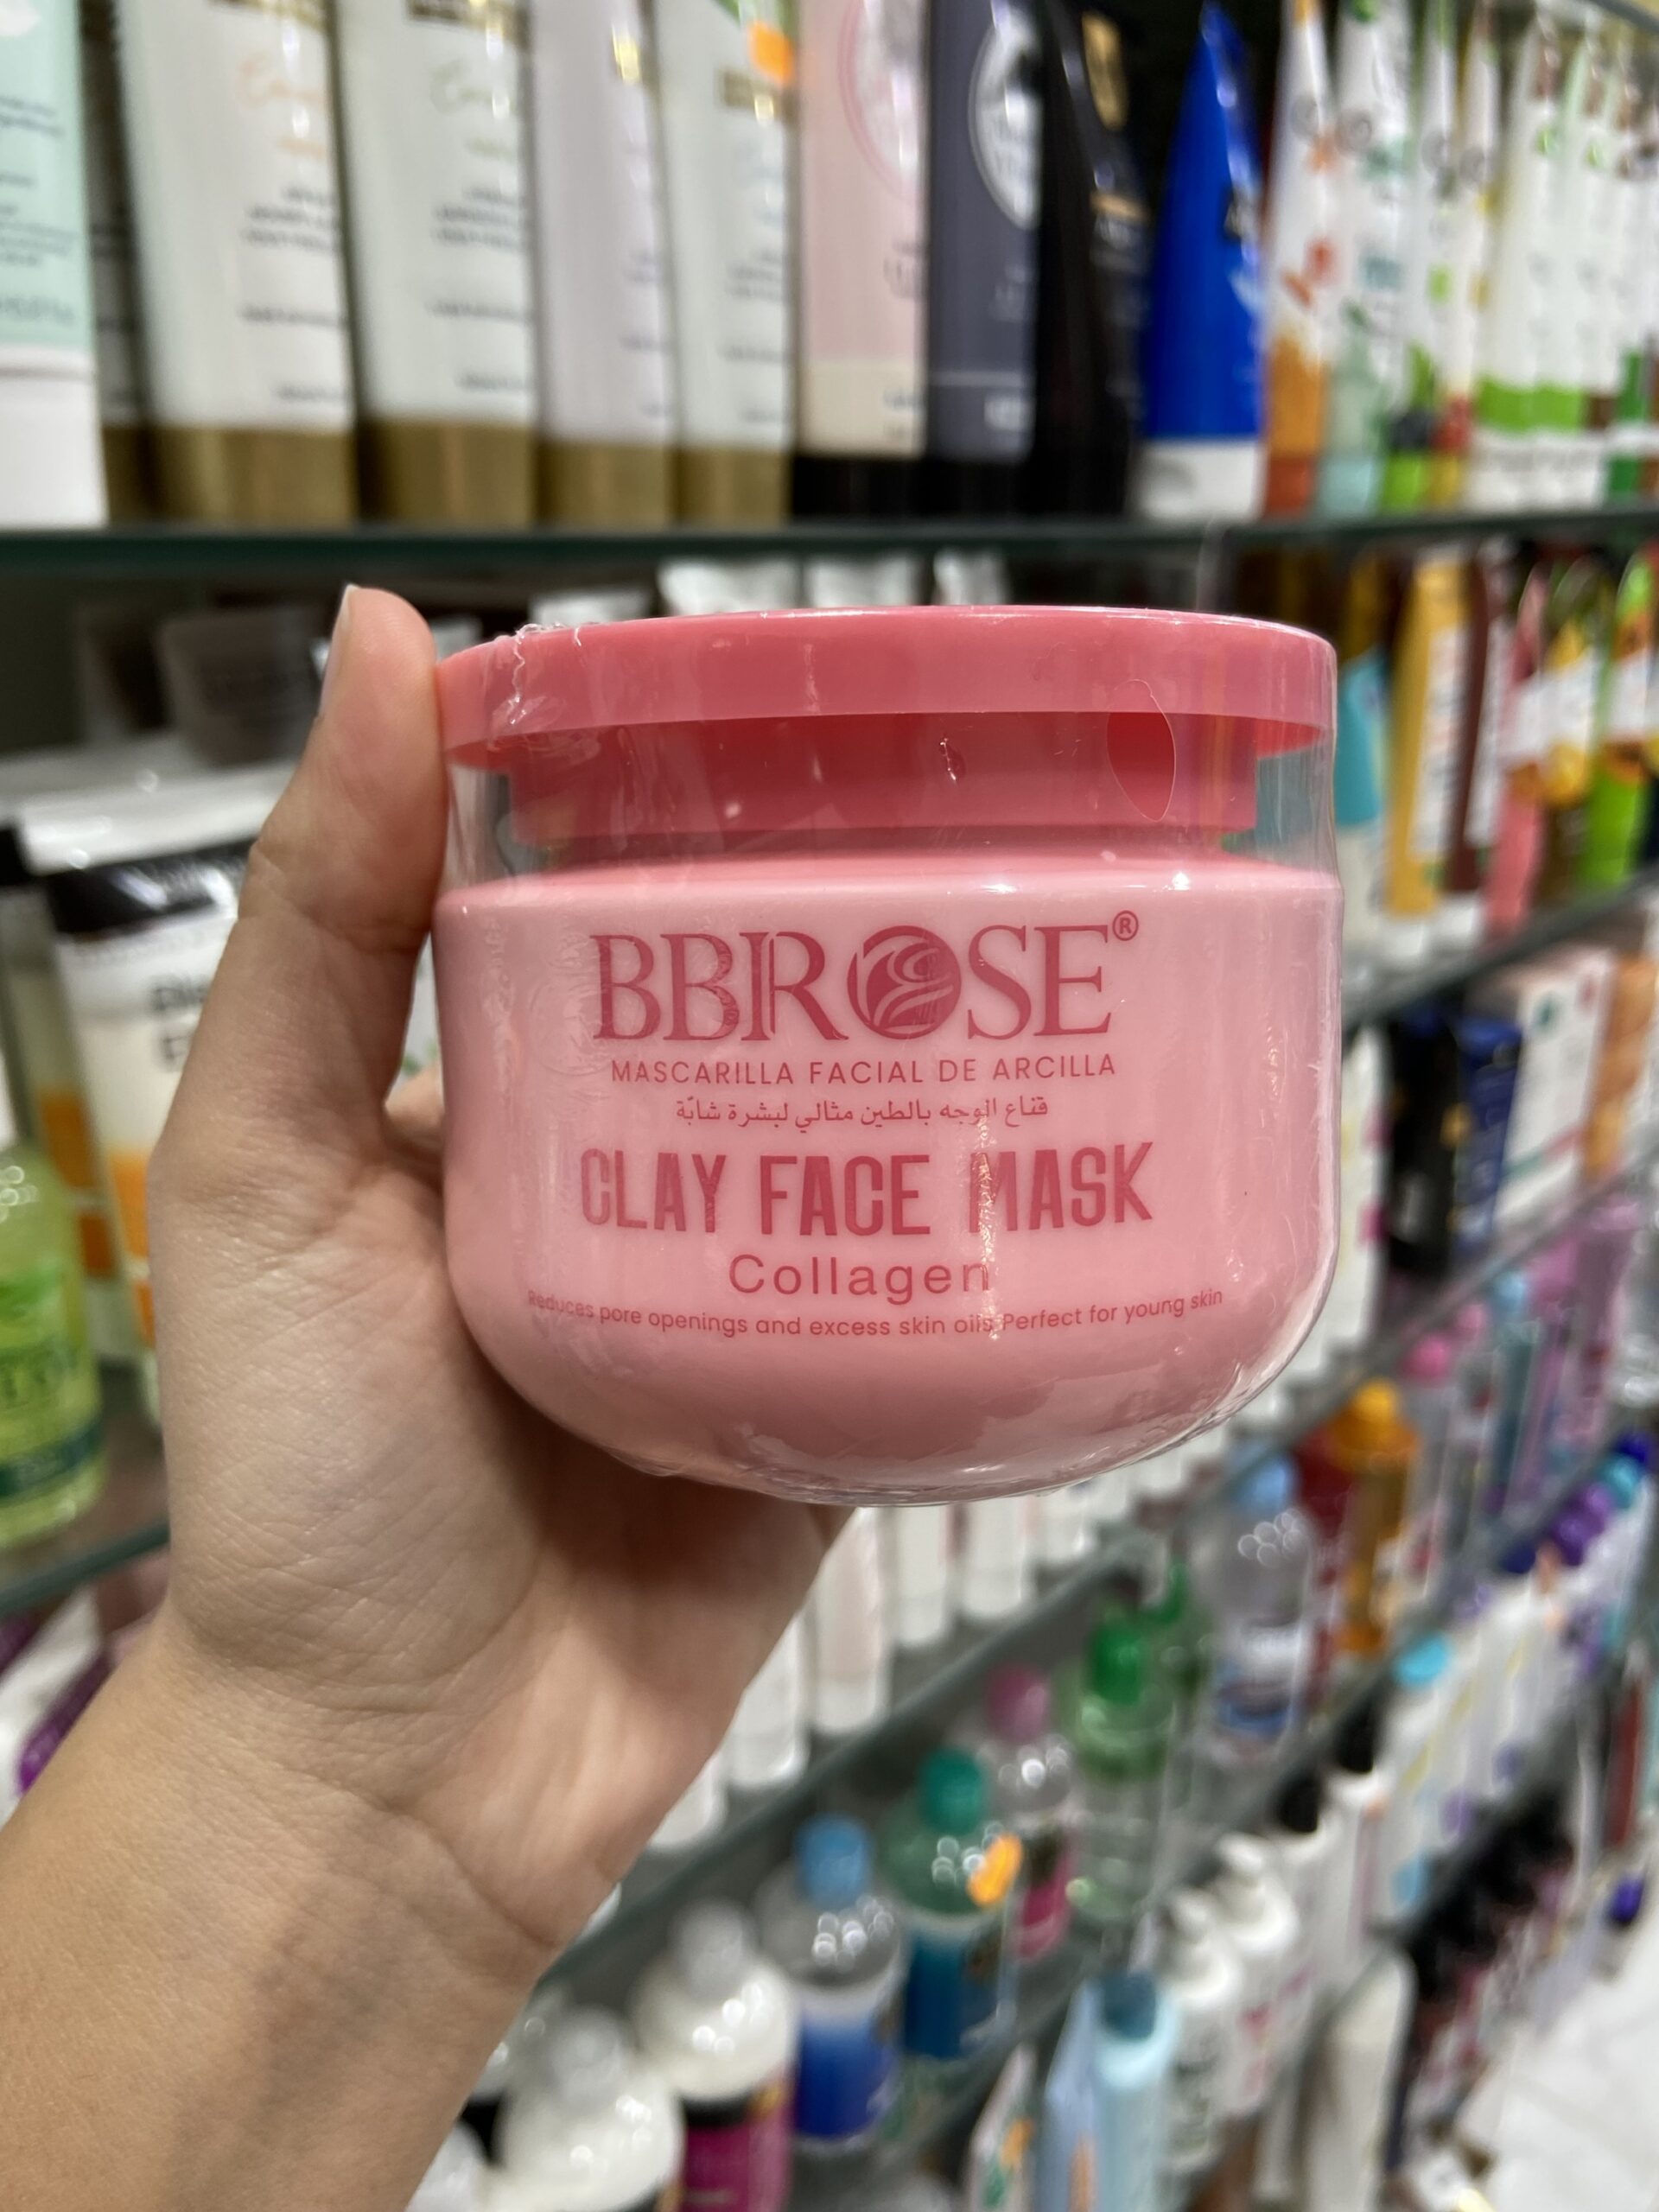 BBROSE®
MASCARILLA FACIAL DE ARCILLA
قناع الوجه بالطين مثالي لبشرة شابّة
CLAY FACE MASK
Collagen
Reduces pore openings and excess skin oils Perfect for young skin